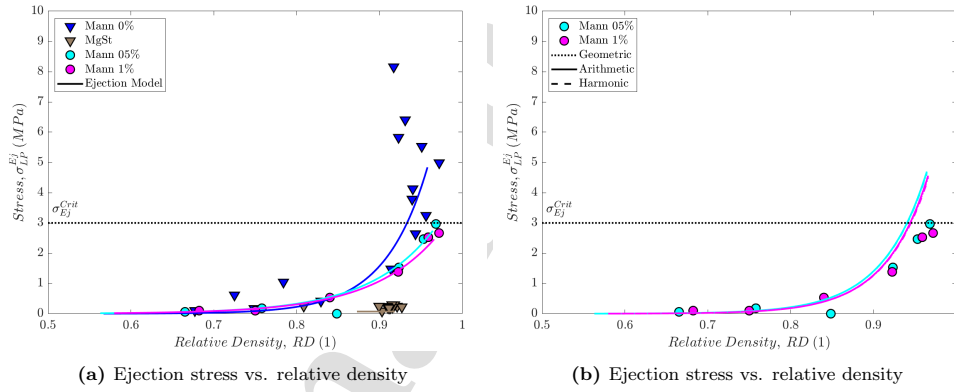 10
9
8
7
6
5
4
3
2
1
0
Stress, σ_LP^Ej (MPa)
Mann 0%
MgSt
Mann 05%
Mann 1%
Ejection Model
σ_Ej^Crit
0.5 0.6 0.7 0.8 0.9 1
Relative Density, RD (1)
(a) Ejection stress vs. relative density
10
9
8
7
6
5
4
3
2
1
0
Stress, σ_LP^Ej (MPa)
Mann 05%
Mann 1%
Geometric
Arithmetic
Harmonic
σ_Ej^Crit
0.5 0.6 0.7 0.8 0.9
Relative Density, RD (1)
(b) Ejection stress vs. relative density